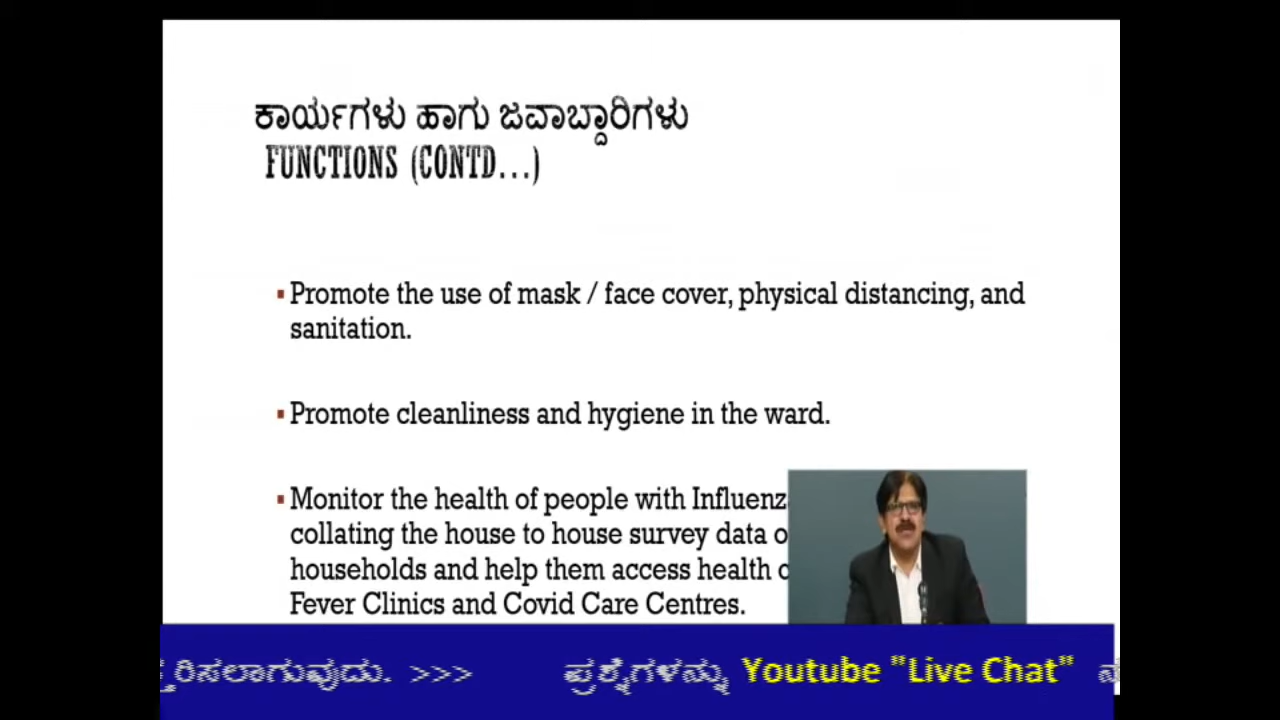 ಕಾರ್ಯಗಳು ಹಾಗು ಜವಾಬ್ದಾರಿಗಳು
FUNCTIONS (CONTD...)
▪Promote the use of mask / face cover, physical distancing, and
sanitation.
▪Promote cleanliness and hygiene in the ward.
▪Monitor the health of people with
collating the house to house survey data
households and help them access health
Fever Clinics and Covid Care Centres.
>>> ಪ್ರಶ್ನೆಗಳನ್ನು Youtube "Live Chat"